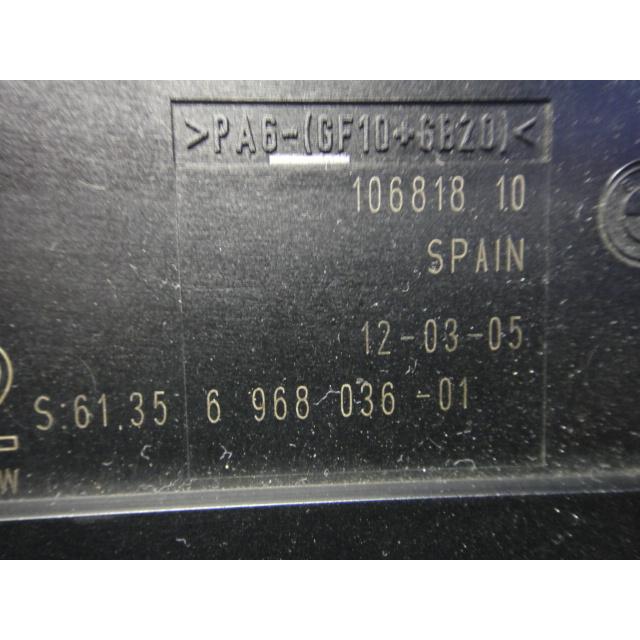 >PA6-(GF10+GB20)<
106818 10
SPAIN
12-03-05
S:61.35 6 968 036-01
W